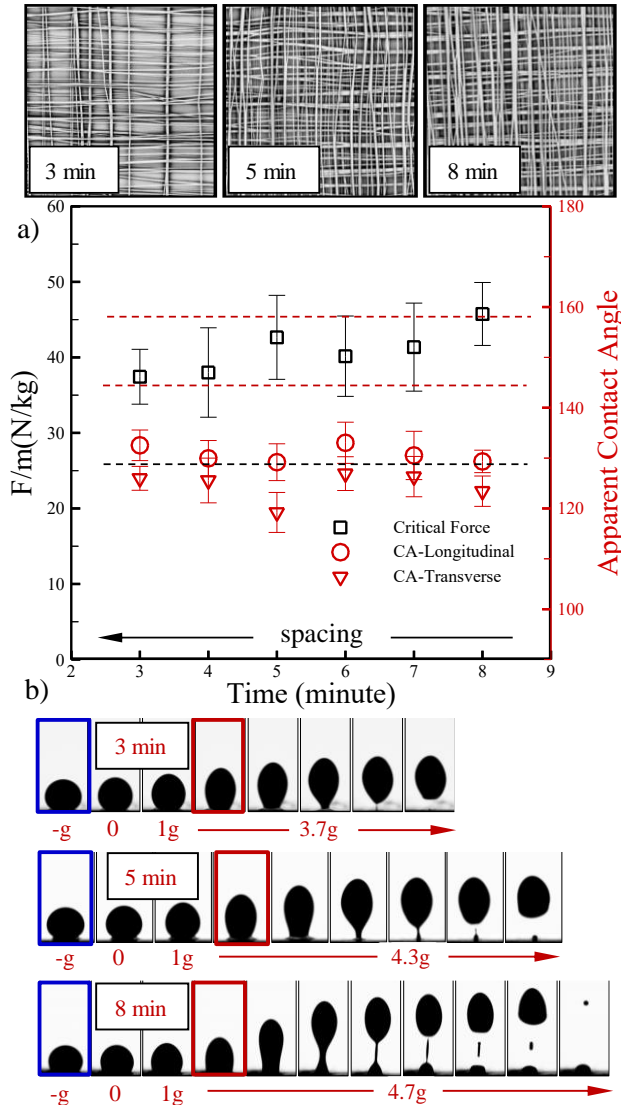 3 min
5 min
8 min
a)
60
50
40
30
20
10
0
F/m(N/kg)
180
160
140
120
100
Apparent Contact Angle
Critical Force
CA-Longitudinal
CA-Transverse
spacing
2 3 4 5 6 7 8 9
Time (minute)
b)
3 min
-g 0 1g 3.7g
5 min
-g 0 1g 4.3g
8 min
-g 0 1g 4.7g